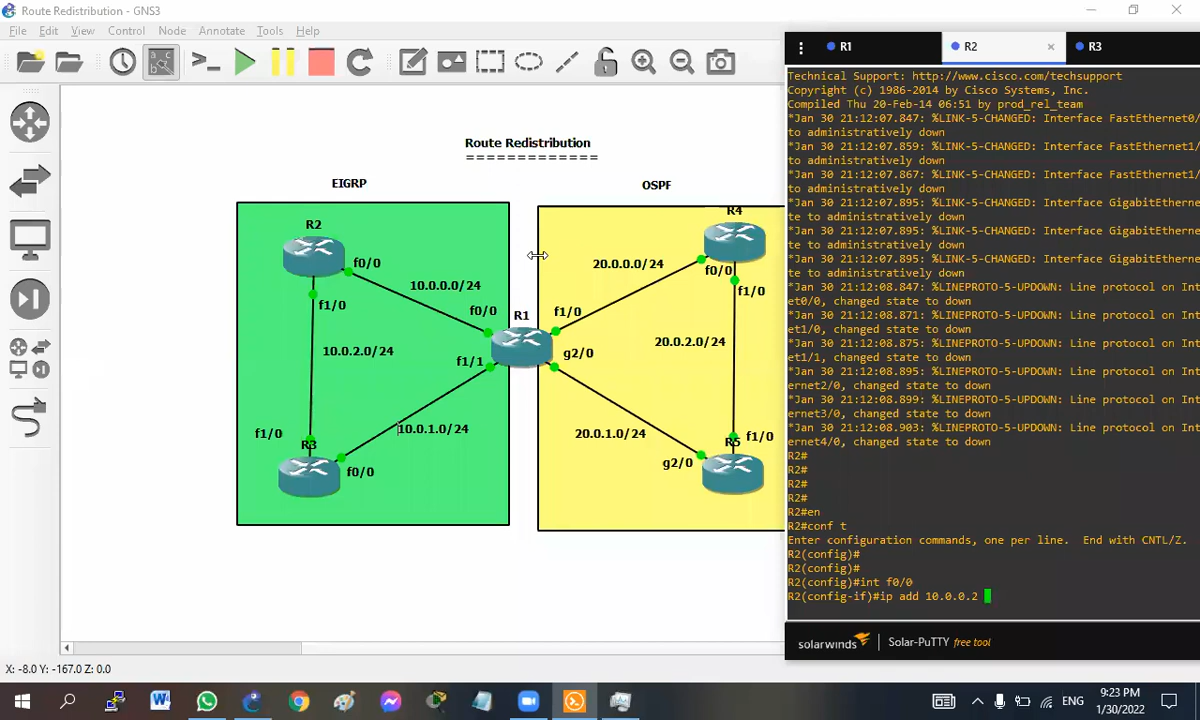 Route Redistribution - GNS3
File Edit View Control Node Annotate Tools Help
Route Redistribution
=============
EIGRP
OSPF
R2
f0/0
f1/0
10.0.0.0/24
f0/0
R1
10.0.2.0/24
f1/1
f1/0
R3
10.0.1.0/24
f0/0
R4
20.0.0.0/24
f0/0
f1/0
f1/0
20.0.2.0/24
g2/0
20.0.1.0/24
f1/0
R5
g2/0
X: -8.0 Y: -167.0 Z: 0.0
R1
R2
×
R3
Technical Support: http://www.cisco.com/techsupport
Copyright (c) 1986-2014 by Cisco Systems, Inc.
Compiled Thu 20-Feb-14 06:51 by prod_rel_team
*Jan 30 21:12:07.847: %LINK-5-CHANGED: Interface FastEthernet0/
to administratively down
*Jan 30 21:12:07.859: %LINK-5-CHANGED: Interface FastEthernet1/
to administratively down
*Jan 30 21:12:07.867: %LINK-5-CHANGED: Interface FastEthernet1/
to administratively down
*Jan 30 21:12:07.895: %LINK-5-CHANGED: Interface GigabitEtherne
te to administratively down
*Jan 30 21:12:07.895: %LINK-5-CHANGED: Interface GigabitEtherne
te to administratively down
*Jan 30 21:12:07.895: %LINK-5-CHANGED: Interface GigabitEtherne
te to administratively down
*Jan 30 21:12:08.847: %LINEPROTO-5-UPDOWN: Line protocol on Int
et0/0, changed state to down
*Jan 30 21:12:08.871: %LINEPROTO-5-UPDOWN: Line protocol on Int
et1/0, changed state to down
*Jan 30 21:12:08.875: %LINEPROTO-5-UPDOWN: Line protocol on Int
et1/1, changed state to down
*Jan 30 21:12:08.895: %LINEPROTO-5-UPDOWN: Line protocol on Int
ernet2/0, changed state to down
*Jan 30 21:12:08.899: %LINEPROTO-5-UPDOWN: Line protocol on Int
ernet3/0, changed state to down
*Jan 30 21:12:08.903: %LINEPROTO-5-UPDOWN: Line protocol on Int
ernet4/0, changed state to down
R2#
R2#
R2#
R2#
R2#en
R2#conf t
Enter configuration commands, one per line. End with CNTL/Z.
R2(config)#
R2(config)#
R2(config)#int f0/0
R2(config-if)#ip add 10.0.0.2
solarwinds | Solar-PuTTY free tool
ENG
9:23 PM
1/30/2022